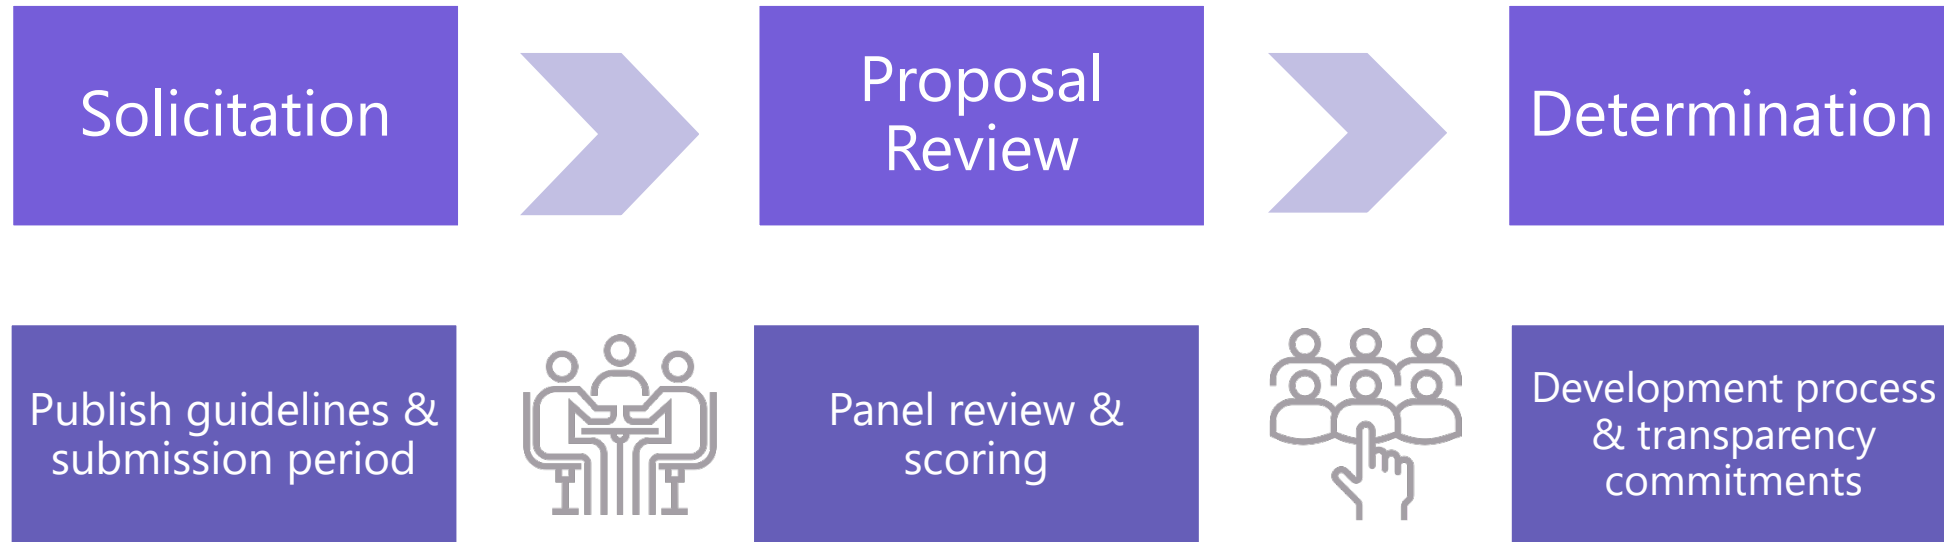 Solicitation
Proposal
Review
Determination
Publish guidelines &
submission period
Panel review &
scoring
Development process
& transparency
commitments